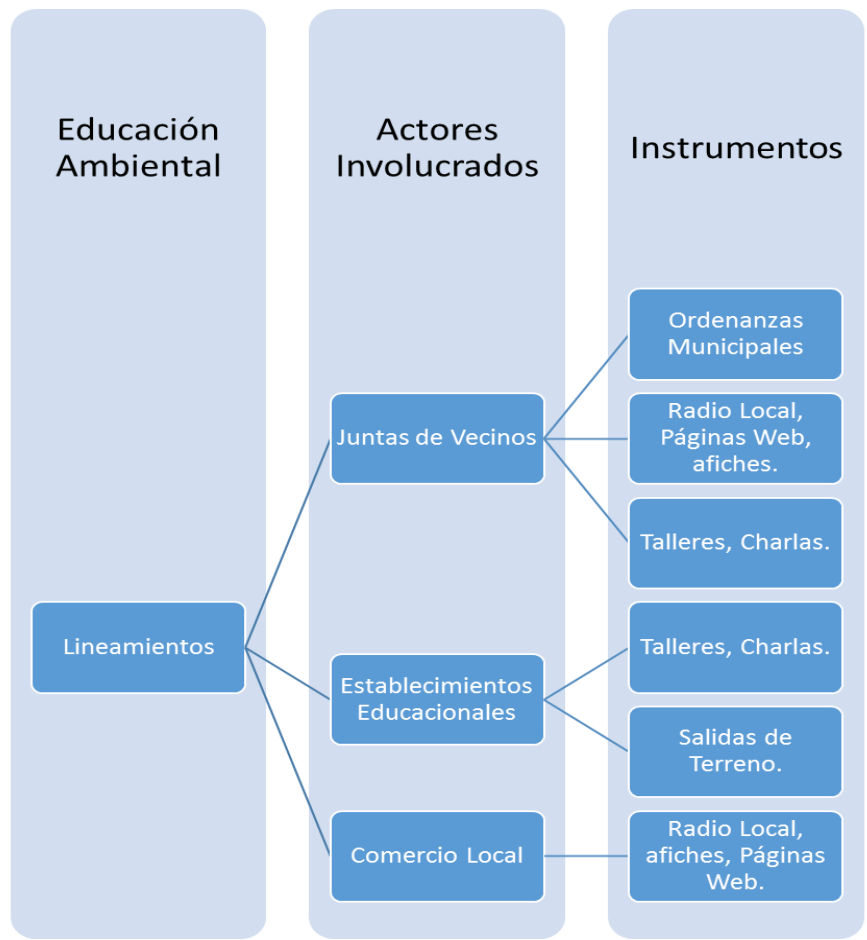 Educación
Ambiental
Actores
Involucrados
Instrumentos
Lineamientos
Juntas de Vecinos
Establecimientos
Educacionales
Comercio Local
Ordenanzas
Municipales
Radio Local,
Páginas Web,
afiches.
Talleres, Charlas.
Talleres, Charlas.
Salidas de
Terreno.
Radio Local,
afiches, Páginas
Web.